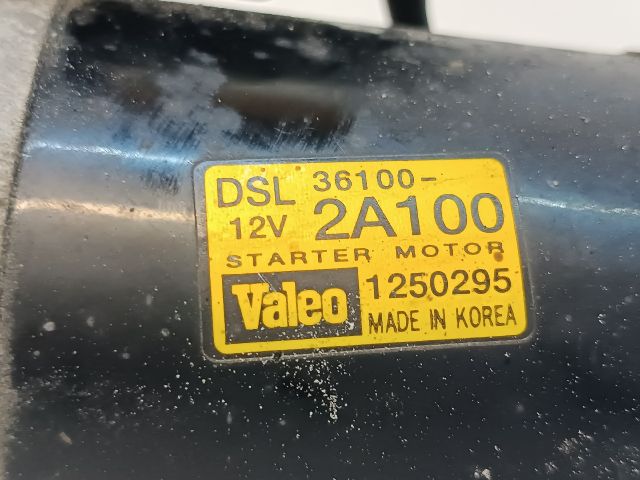 DSL 36100-
12V 2A100
STARTER MOTOR
Valeo 1250295
MADE IN KOREA